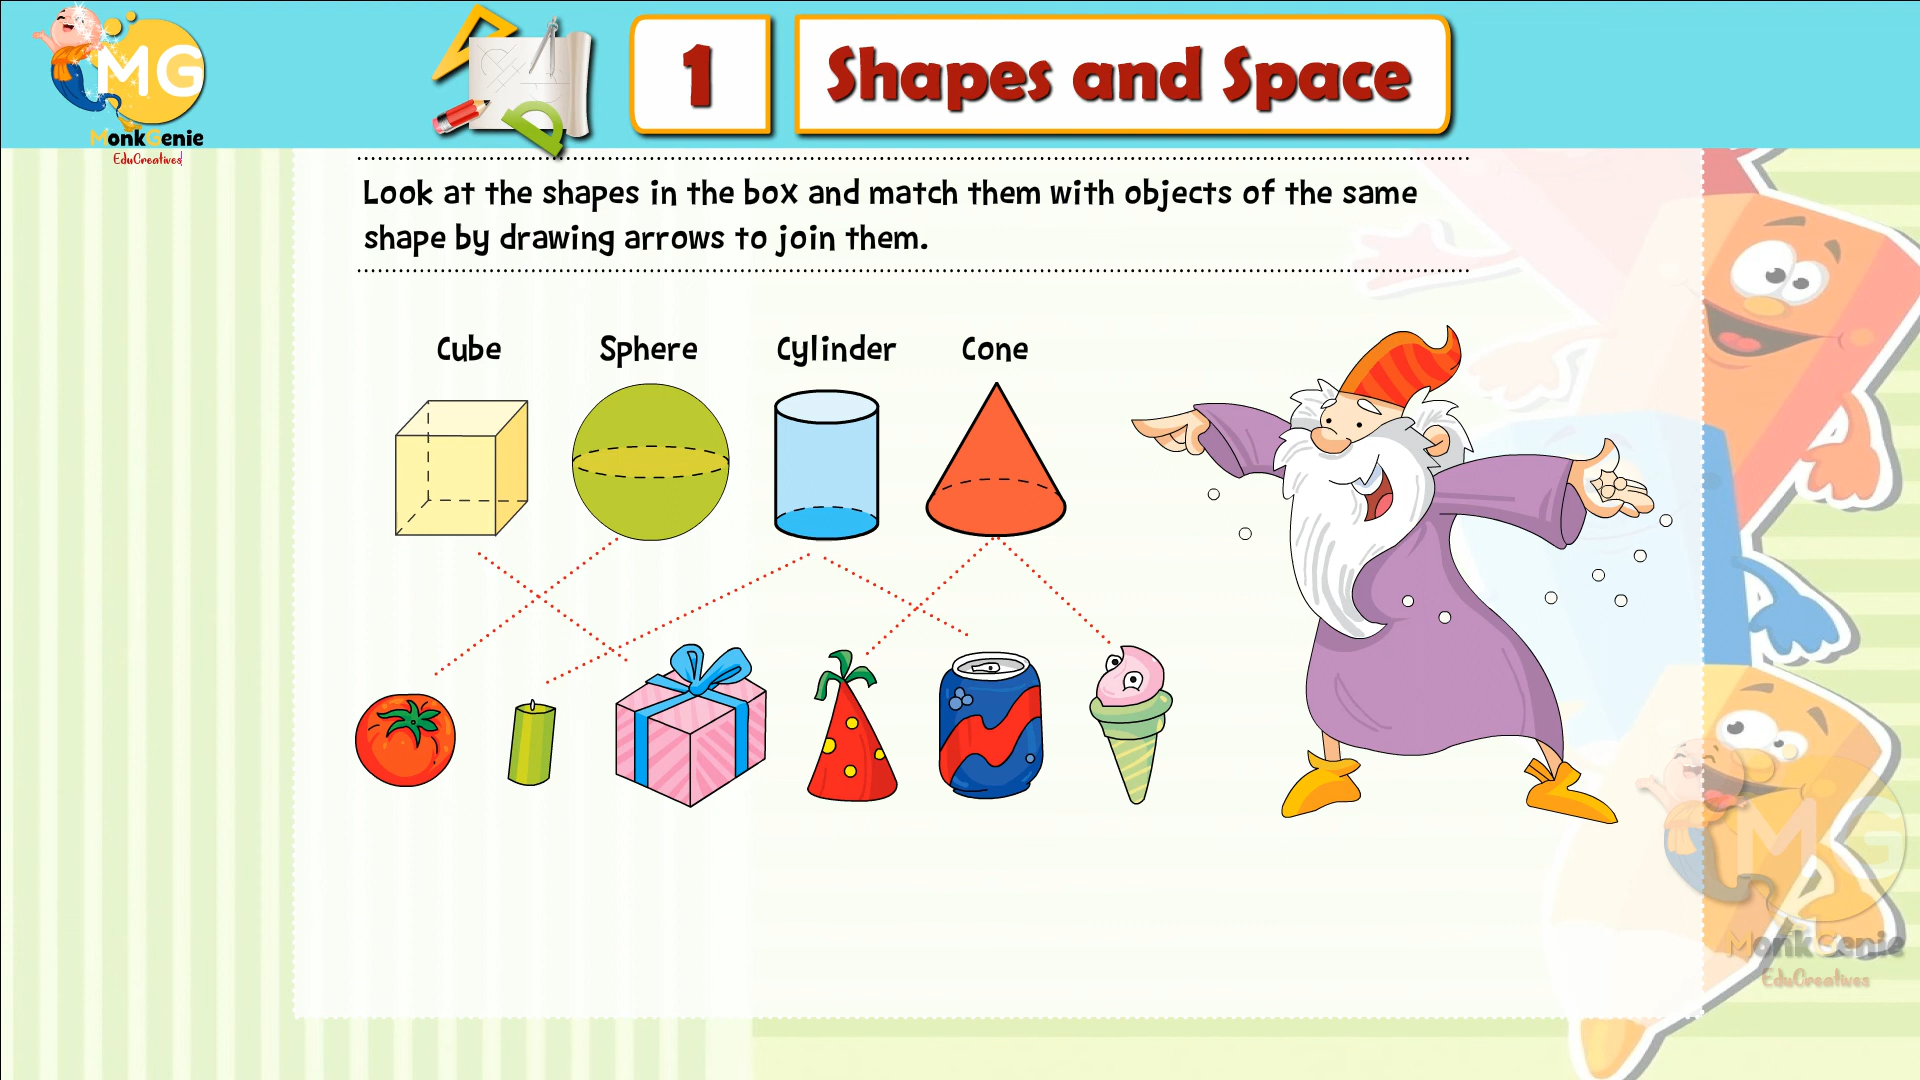 MG
MonkGenie
EduCreatives
1
Shapes and Space
Look at the shapes in the box and match them with objects of the same
shape by drawing arrows to join them.
Cube
Sphere
Cylinder
Cone
MG
MonkGenie
EduCreatives